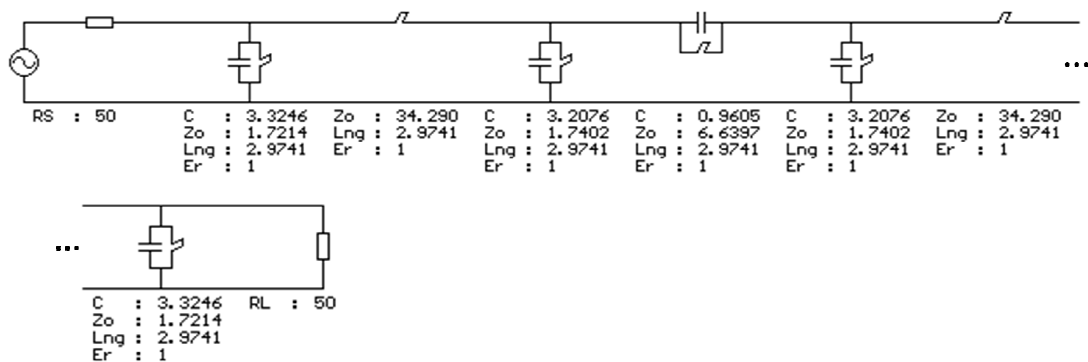 RS : 50 C : 3.3246 Zo : 34.290 C : 3.2076 C : 0.9605 C : 3.2076 Zo : 34.290
Zo : 1.7214 Lng : 2.9741 Zo : 1.7402 Zo : 6.6397 Zo : 1.7402 Lng : 2.9741
Lng : 2.9741 Er : 1 Lng : 2.9741 Lng : 2.9741 Lng : 2.9741 Er : 1
Er : 1 Er : 1 Er : 1 Er : 1
...
...
C : 3.3246 RL : 50
Zo : 1.7214
Lng : 2.9741
Er : 1